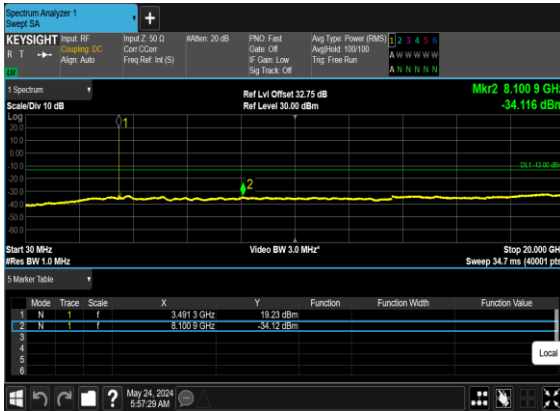 Spectrum Analyzer 1
Swept SA
+
KEYSIGHT Input: RF Input Z: 50 Ω #Atten: 20 dB PNO: Fast Avg Type: Power (RMS) 1 2 3 4 5 6
R T Coupling: DC Corr CCorr Gate: Off Avg|Hold: 100/100 A W W W W W
Align: Auto Freq Ref: Int (S) IF Gain: Low Trig: Free Run
Sig Track: Off A N N N N N
1 Spectrum Ref Lvl Offset 32.75 dB Mkr2 8.100 9 GHz
Scale/Div 10 dB Ref Level 30.00 dBm -34.116 dBm
Log
20.0
10.0
0.00
-10.0
-20.0
-30.0
-40.0
-50.0
-60.0
1
2
DL1 -13.00 dBm
Start 30 MHz Video BW 3.0 MHz* Stop 20.000 GHz
#Res BW 1.0 MHz Sweep 34.7 ms (40001 pts)
5 Marker Table
Mode Trace Scale X Y Function Function Width Function Value
1 N 1 f 3.491 3 GHz 19.23 dBm
2 N 1 f 8.100 9 GHz -34.12 dBm
3
4
5
6
Local
? May 24, 2024
5:57:29 AM